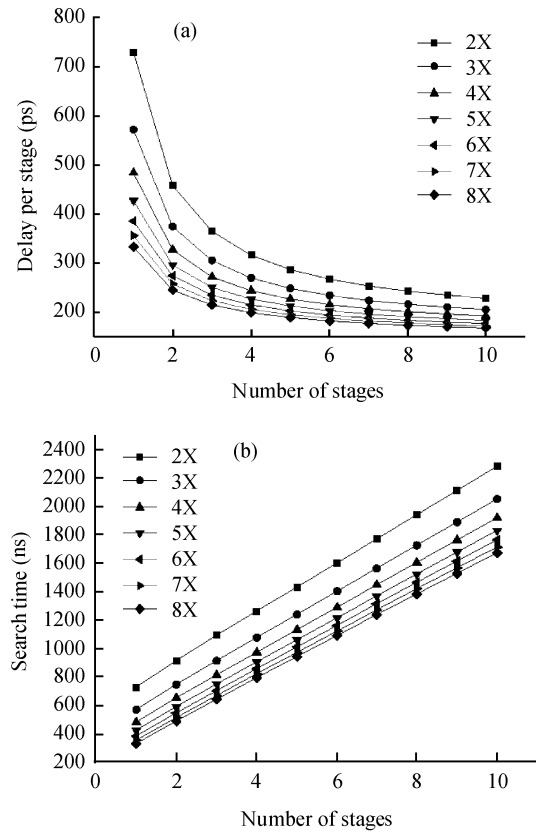 (a)
800
700
600
500
400
300
200
Delay per stage (ps)
2X
3X
4X
5X
6X
7X
8X
0 2 4 6 8 10
Number of stages
(b)
2400
2200
2000
1800
1600
1400
1200
1000
800
600
400
200
Search time (ns)
2X
3X
4X
5X
6X
7X
8X
0 2 4 6 8 10
Number of stages